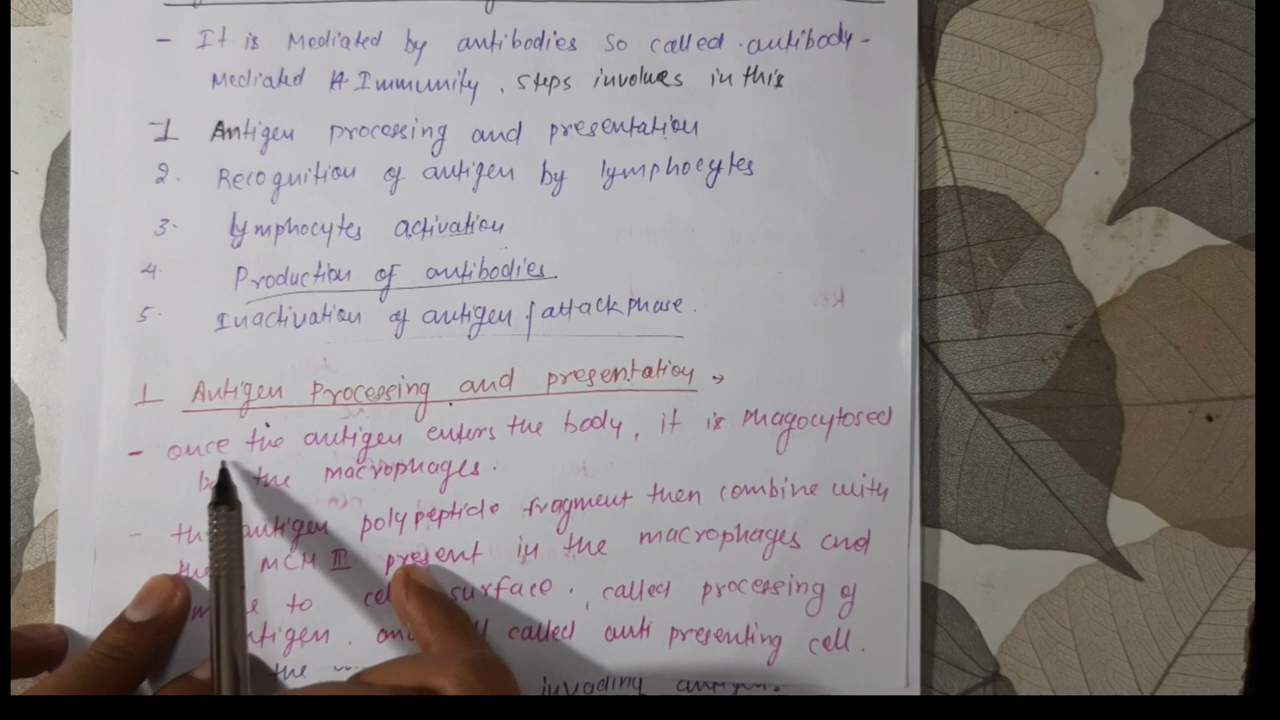 - It is Mediated by antibodies so called antibody-
Mediated Immunity, steps involves in this
1 Antigen processing and presentation
2. Recognition of antigen by lymphocytes
3. lymphocytes activation
4. Production of antibodies
5. Inactivation of antigen / attack phase.
1 Antigen Processing and presentation
- once the antigen enters the body, it is phagocytosed
the macrophages.
- antigen polypeptide fragment then combine with
MCH II present in the macrophages and
to surface, called processing of
called anti presenting cell.
the invading antigen.